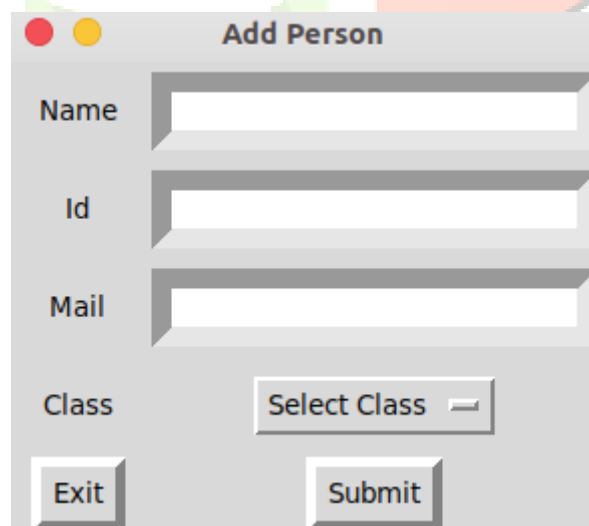 Add Person
Name
Id
Mail
Class Select Class
Exit Submit